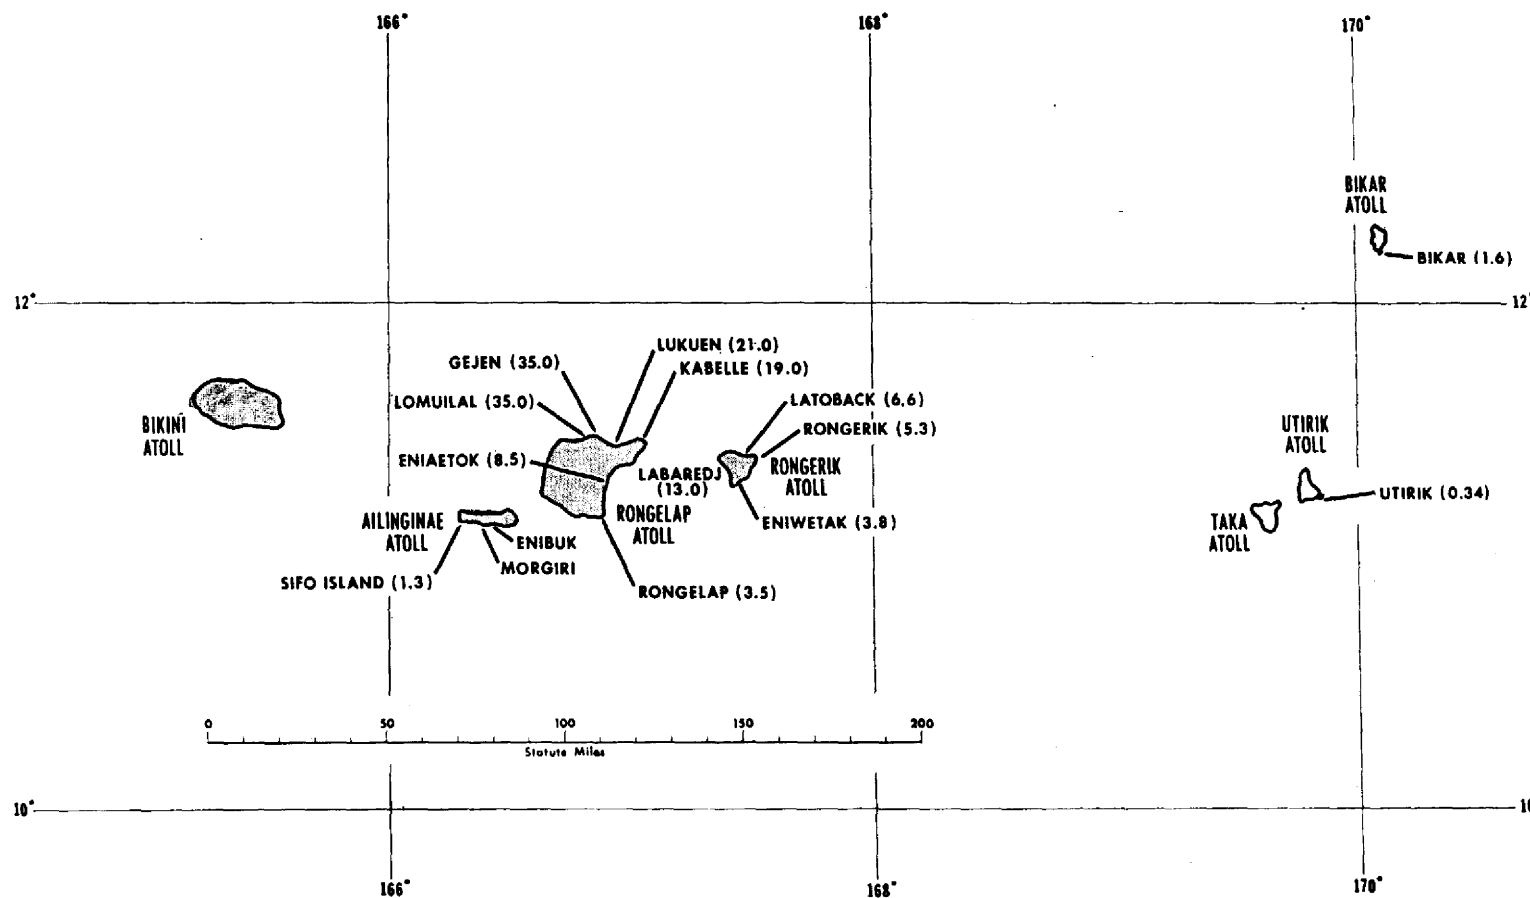 166°
168°
170°
BIKAR
ATOLL
BIKAR (1.6)
12°
12°
LUKUEN (21.0)
GEJEN (35.0)
KABELLE (19.0)
LOMUILAL (35.0)
LATOBACK (6.6)
RONGERIK (5.3)
BIKINI
ATOLL
UTIRIK
ATOLL
ENIAETOK (8.5)
LABAREDJ
(13.0)
RONGERIK
ATOLL
UTIRIK (0.34)
AILINGINAE
ATOLL
RONGELAP
ATOLL
ENIWETAK (3.8)
TAKA
ATOLL
ENIBUK
MORGIRI
SIFO ISLAND (1.3)
RONGELAP (3.5)
0 50 100 150 200
Statute Miles
10°
10
166°
168°
170°